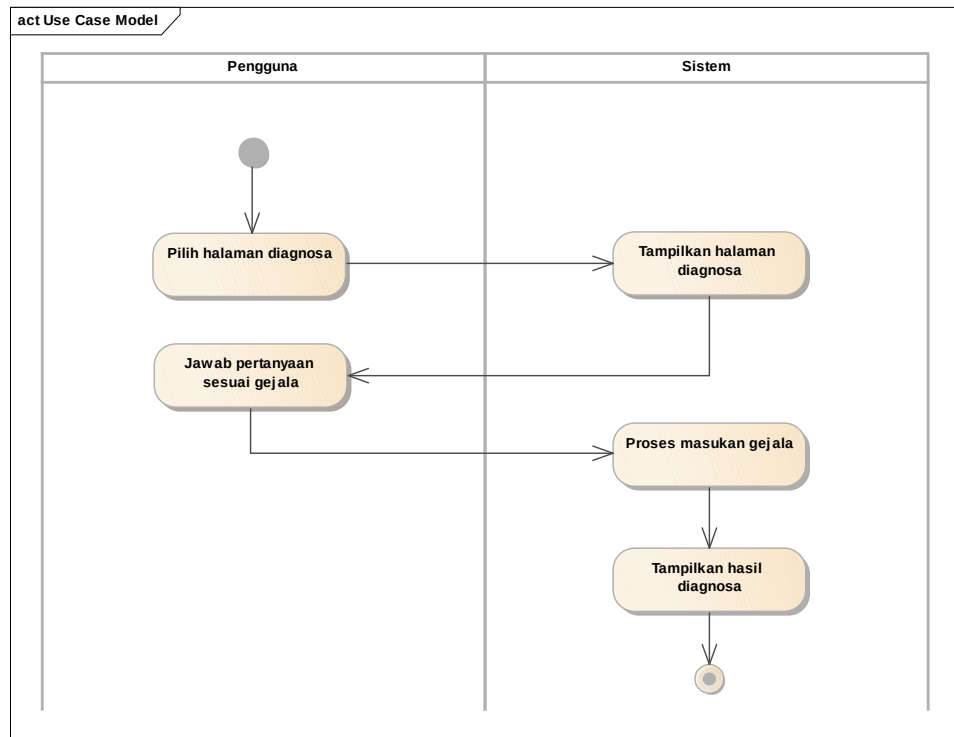 act Use Case Model
Pengguna
Sistem
Pilih halaman diagnosa
Tampilkan halaman
diagnosa
Jawab pertanyaan
sesuai gejala
Proses masukan gejala
Tampilkan hasil
diagnosa